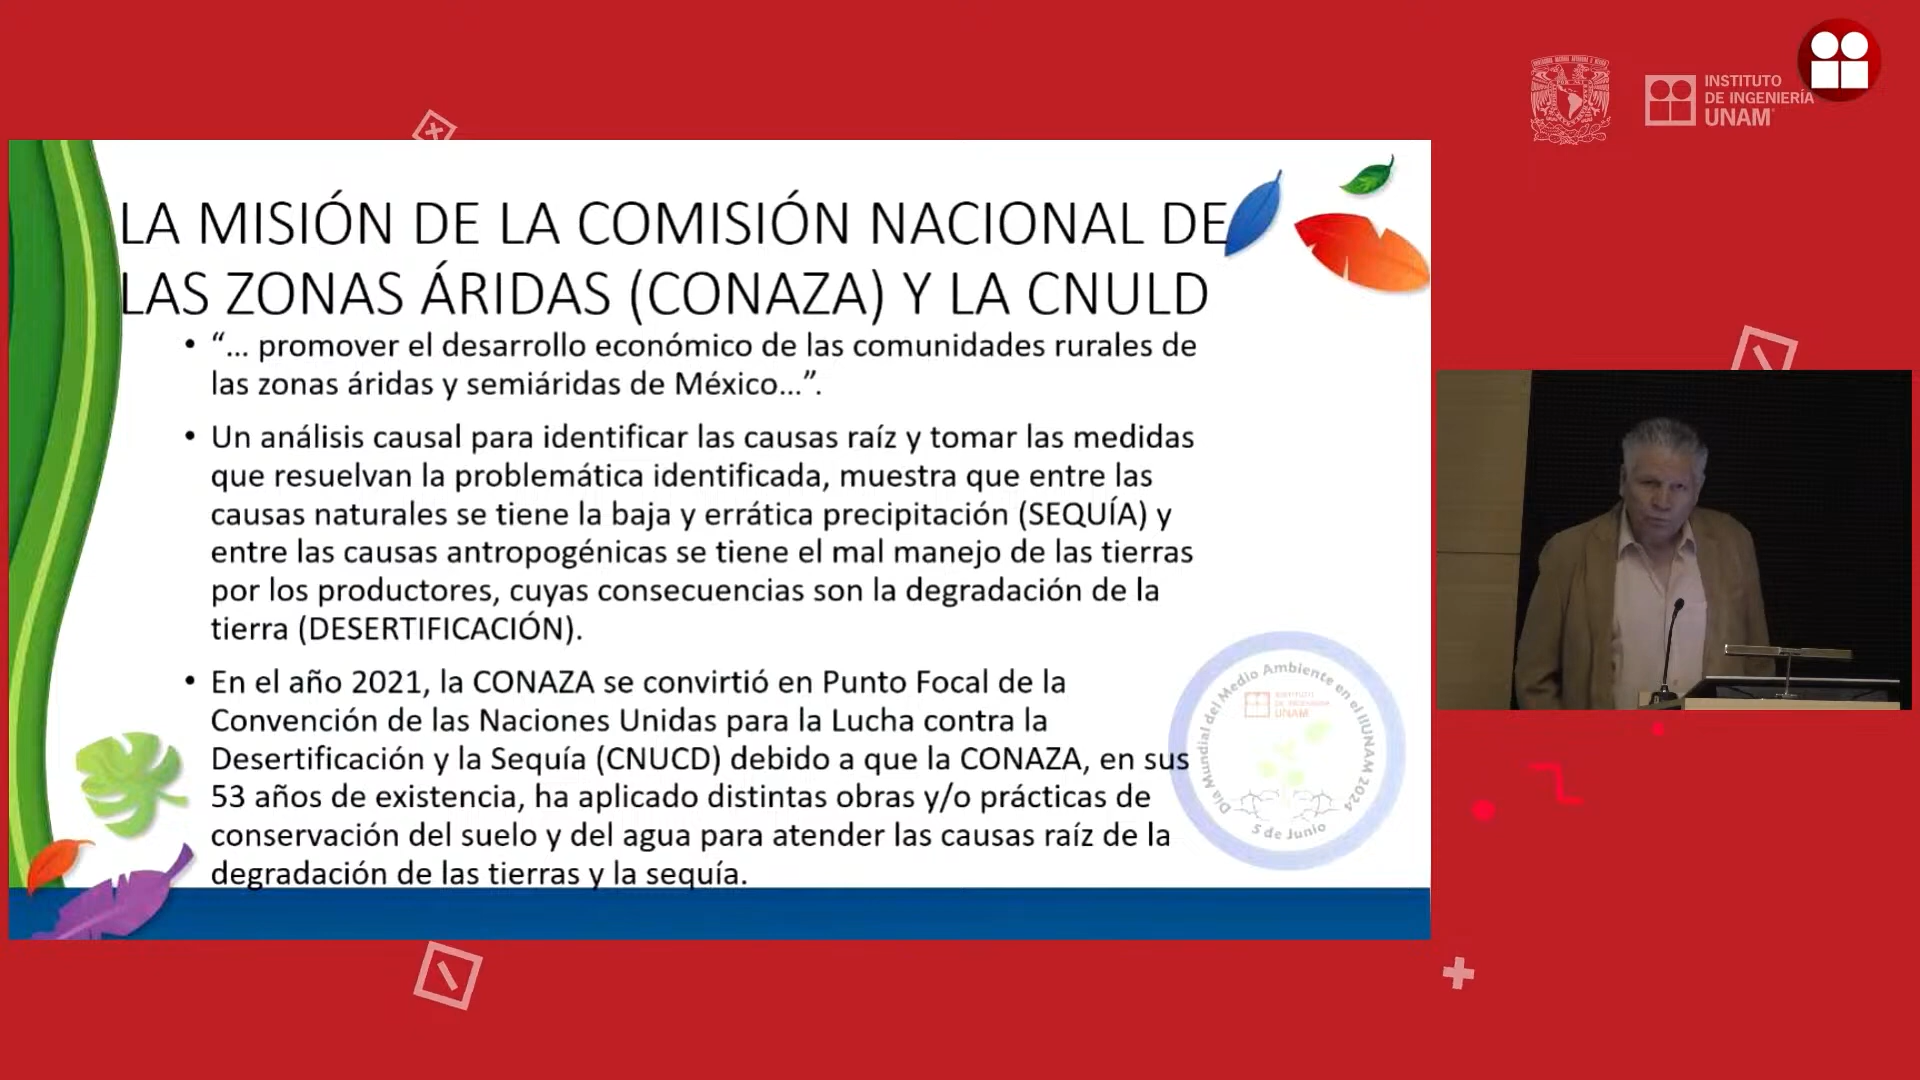 INSTITUTO
DE INGENIERÍA
UNAM
LA MISIÓN DE LA COMISIÓN NACIONAL DE
LAS ZONAS ÁRIDAS (CONAZA) Y LA CNULD
• “... promover el desarrollo económico de las comunidades rurales de
las zonas áridas y semiáridas de México...”.
• Un análisis causal para identificar las causas raíz y tomar las medidas
que resuelvan la problemática identificada, muestra que entre las
causas naturales se tiene la baja y errática precipitación (SEQUÍA) y
entre las causas antropogénicas se tiene el mal manejo de las tierras
por los productores, cuyas consecuencias son la degradación de la
tierra (DESERTIFICACIÓN).
• En el año 2021, la CONAZA se convirtió en Punto Focal de la
Convención de las Naciones Unidas para la Lucha contra la
Desertificación y la Sequía (CNUCD) debido a que la CONAZA, en sus
53 años de existencia, ha aplicado distintas obras y/o prácticas de
conservación del suelo y del agua para atender las causas raíz de la
degradación de las tierras y la sequía.
Día Mundial del Medio Ambiente en el IIUNAM 2024
INSTITUTO
DE INGENIERÍA
UNAM
5 de Junio